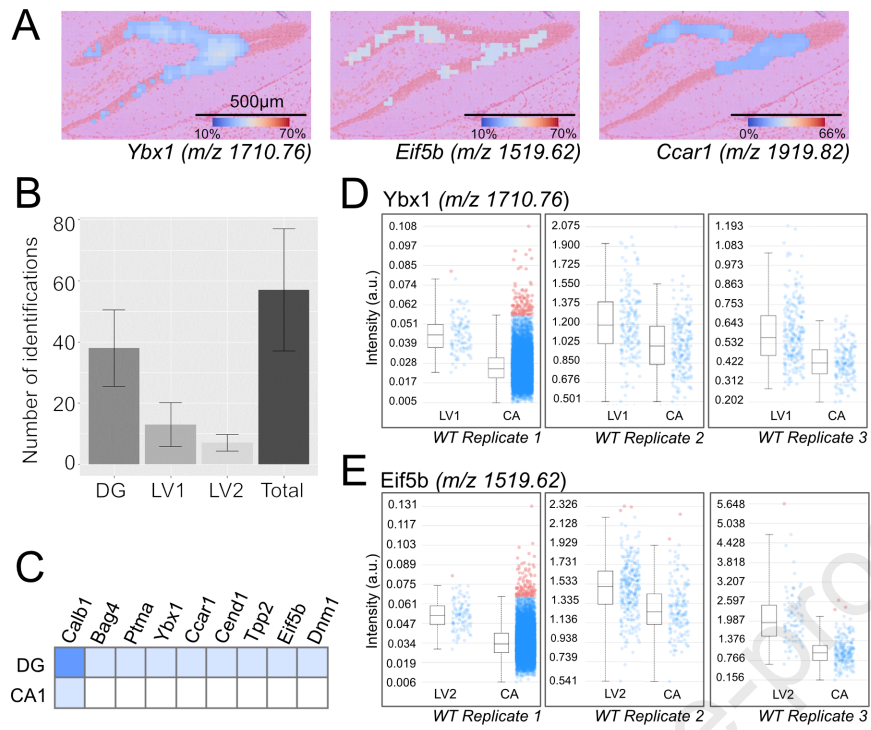 A
500µm
10% 70%
10% 70%
0% 66%
Ybx1 (m/z 1710.76)
Eif5b (m/z 1519.62)
Ccar1 (m/z 1919.82)
B
Number of identifications
80
60
40
20
0
DG LV1 LV2 Total
C
Calb1 Bag4 Ptma Ybx1 Ccar1 Cend1 Tpp2 Eif5b Dnm1
DG
CA1
D Ybx1 (m/z 1710.76)
Intensity (a.u.)
0.108
0.097
0.085
0.074
0.062
0.051
0.039
0.028
0.017
0.005
LV1 CA
WT Replicate 1
2.075
1.900
1.725
1.550
1.375
1.200
1.025
0.850
0.676
0.501
LV1 CA
WT Replicate 2
1.193
1.083
0.973
0.863
0.753
0.643
0.532
0.422
0.312
0.202
LV1 CA
WT Replicate 3
E Eif5b (m/z 1519.62)
Intensity (a.u.)
0.131
0.117
0.103
0.089
0.075
0.061
0.047
0.034
0.019
0.006
LV2 CA
WT Replicate 1
2.326
2.128
1.929
1.731
1.533
1.335
1.136
0.938
0.739
0.541
LV2 CA
WT Replicate 2
5.648
5.038
4.428
3.818
3.207
2.597
1.987
1.376
0.766
0.156
LV2 CA
WT Replicate 3
e-pro